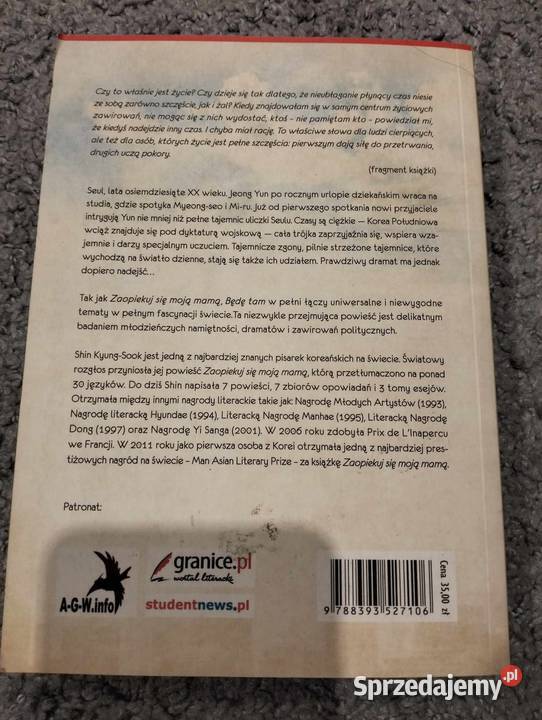 Czy to właśnie jest życie? Czy dzieje się tak dlatego, że nieubłaganie płynący czas niesie
ze sobą zarówno szczęście, jak i żal? Kiedy znajdowałam się w samym centrum życiowych
zawirowań, nie mogąc się z nich wydostać, ktoś - nie pamiętam kto - powiedział mi,
że kiedyś nadejdzie inny czas. I chyba miał rację. To właściwe słowa dla ludzi cierpiących,
ale też dla osób, których życie jest pełne szczęścia: pierwszym dają siłę do przetrwania,
drugich uczą pokory.
(fragment książki)
Seul, lata osiemdziesiąte XX wieku. Jeong Yun po rocznym urlopie dziekańskim wraca na
studia, gdzie spotyka Myeong-seo i Mi-ru. Już od pierwszego spotkania nowi przyjaciele
intrygują Yun nie mniej niż pełne tajemnic uliczki Seulu. Czasy są ciężkie – Korea Południowa
wciąż znajduje się pod dyktaturą wojskową – cała trójka zaprzyjaźnia się, wspiera wza-
jemnie i darzy specjalnym uczuciem. Tajemnicze zgony, pilnie strzeżone tajemnice, które
wychodzą na światło dzienne, stają się także ich udziałem. Prawdziwy dramat ma jednak
dopiero nadejść...
Tak jak Zaopiekuj się moją mamą, Będę tam w pełni łączy uniwersalne i niewygodne
tematy w pełnym fascynacji świecie.Ta niezwykle przejmująca powieść jest delikatnym
badaniem młodzieńczych namiętności, dramatów i zawirowań politycznych.
Shin Kyung-Sook jest jedną z najbardziej znanych pisarek koreańskich na świecie. Światowy
rozgłos przyniosła jej powieść Zaopiekuj się moją mamą, którą przetłumaczono na ponad
30 języków. Do dziś Shin napisała 7 powieści, 7 zbiorów opowiadań i 3 tomy esejów.
Otrzymała między innymi nagrody literackie takie jak: Nagrodę Młodych Artystów (1993),
Nagrodę literacką Hyundae (1994), Literacką Nagrodę Manhae (1995), Literacką Nagrodę
Dong (1997) oraz Nagrodę Yi Sanga (2001). W 2006 roku zdobyła Prix de L'Inapercu
we Francji. W 2011 roku jako pierwsza osoba z Korei otrzymała jedną z najbardziej pres-
tiżowych nagród na świecie - Man Asian Literary Prize - za książkę Zaopiekuj się moją mamą.
Patronat:
A-G-W.info
granice.pl
wortal literacki
studentnews.pl
9 788393 527106
Cena 35,00 zł
Sprzedajemy.pl